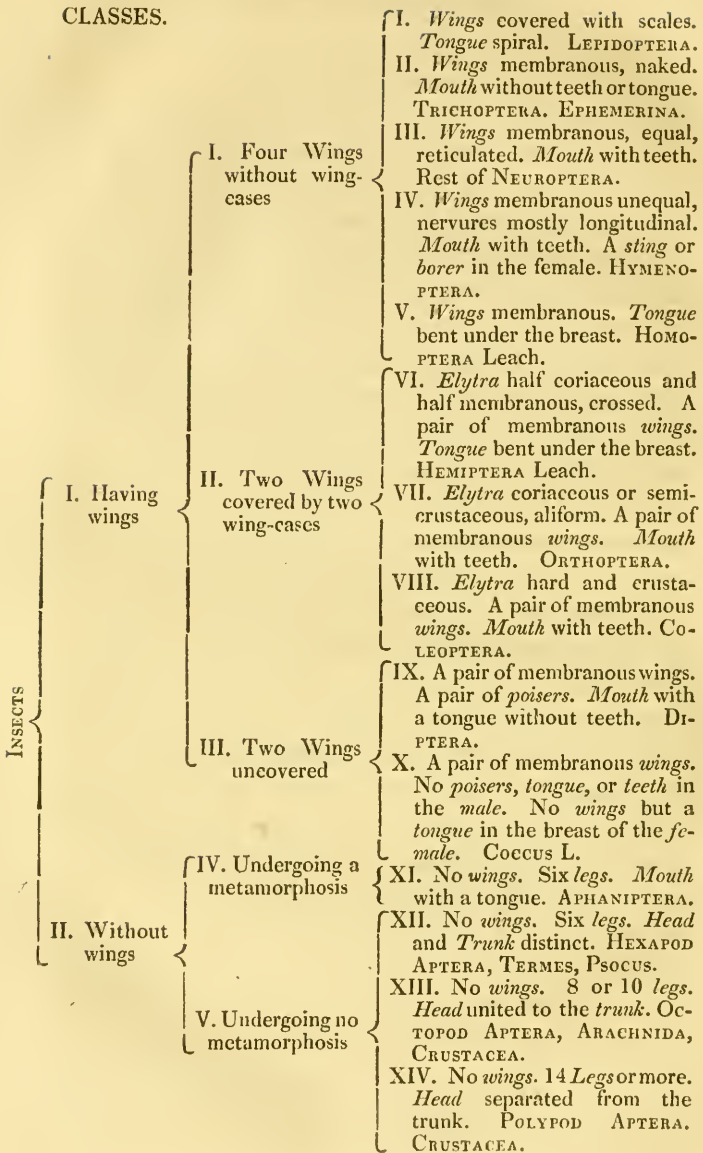 CLASSES.
INSECTS
I. Having
wings
I. Four Wings
without wing-
cases
I. Wings covered with scales.
Tongue spiral. LEPIDOPTERA.
II. Wings membranous, naked.
Mouth without teeth or tongue.
TRICHOPTERA. EPHEMERINA.
III. Wings membranous, equal,
reticulated. Mouth with teeth.
Rest of NEUROPTERA.
IV. Wings membranous unequal,
nervures mostly longitudinal.
Mouth with teeth. A sting or
borer in the female. HYMENO-
PTERA.
V. Wings membranous. Tongue
bent under the breast. HOMO-
PTERA Leach.
II. Two Wings
covered by two
wing-cases
VI. Elytra half coriaceous and
half membranous, crossed. A
pair of membranous wings.
Tongue bent under the breast.
HEMIPTERA Leach.
VII. Elytra coriaceous or semi-
crustaceous, aliform. A pair of
membranous wings. Mouth
with teeth. ORTHOPTERA.
VIII. Elytra hard and crusta-
ceous. A pair of membranous
wings. Mouth with teeth. CO-
LEOPTERA.
III. Two Wings
uncovered
IX. A pair of membranous wings.
A pair of poisers. Mouth with
a tongue without teeth. DI-
PTERA.
X. A pair of membranous wings.
No poisers, tongue, or teeth in
the male. No wings but a
tongue in the breast of the fe-
male. COCCUS L.
II. Without
wings
IV. Undergoing a
metamorphosis
XI. No wings. Six legs. Mouth
with a tongue. APHANIPTERA.
V. Undergoing no
metamorphosis
XII. No wings. Six legs. Head
and Trunk distinct. HEXAPOD
APTERA, TERMES, PSOCUS.
XIII. No wings. 8 or 10 legs.
Head united to the trunk. OC-
TOPOD APTERA, ARACHNIDA,
CRUSTACEA.
XIV. No wings. 14 Legs or more.
Head separated from the
trunk. POLYPOD APTERA.
CRUSTACEA.